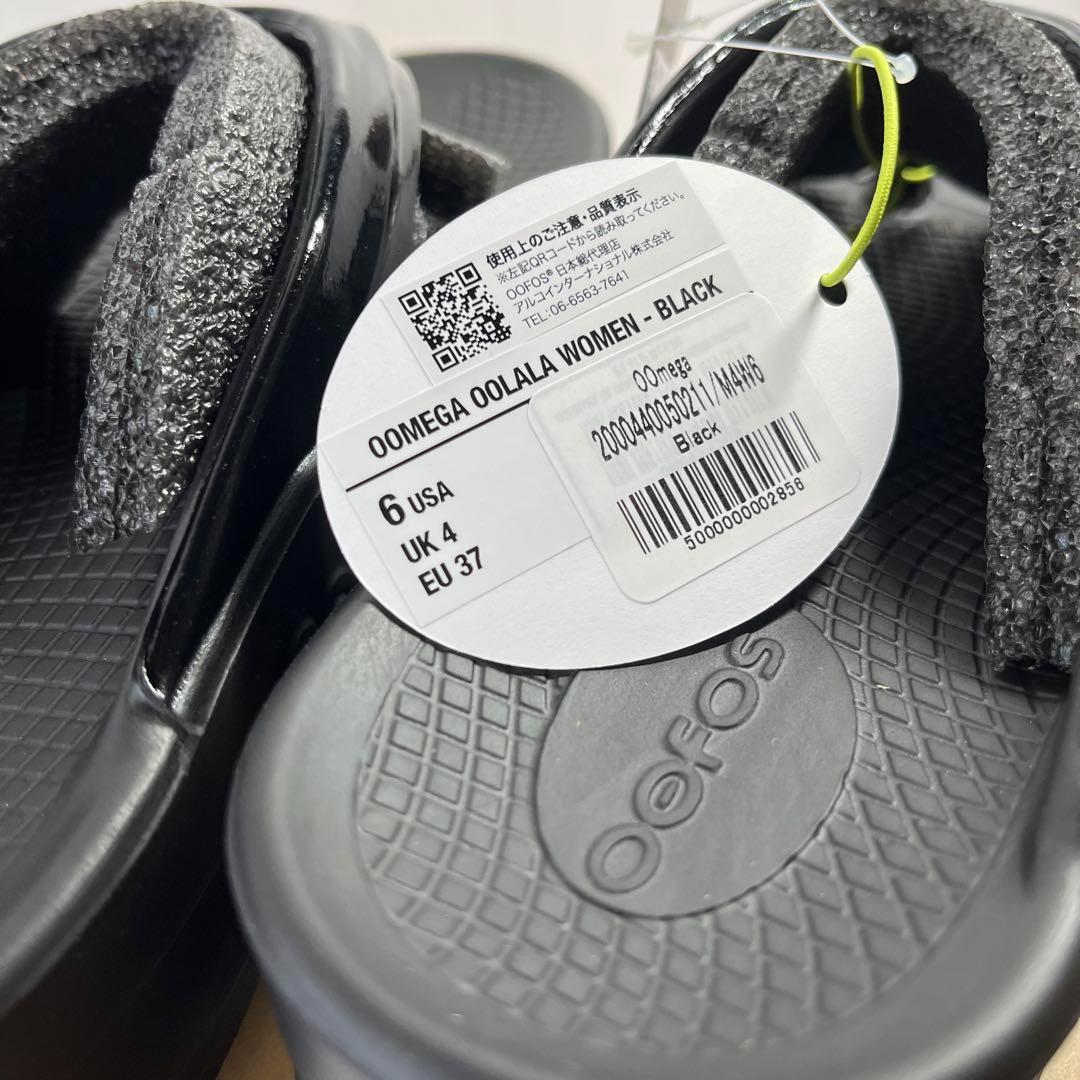 使用上のご注意・品質表示
※左記QRコードから読み取ってください。
OOFOS® 日本総代理店
アルコインターナショナル株式会社
TEL:06-6563-7641
OOMEGA OOLALA WOMEN - BLACK
6 USA
UK 4
EU 37
OOmega
2000440050211/M4W6
Black
5000000002858
OOFOS